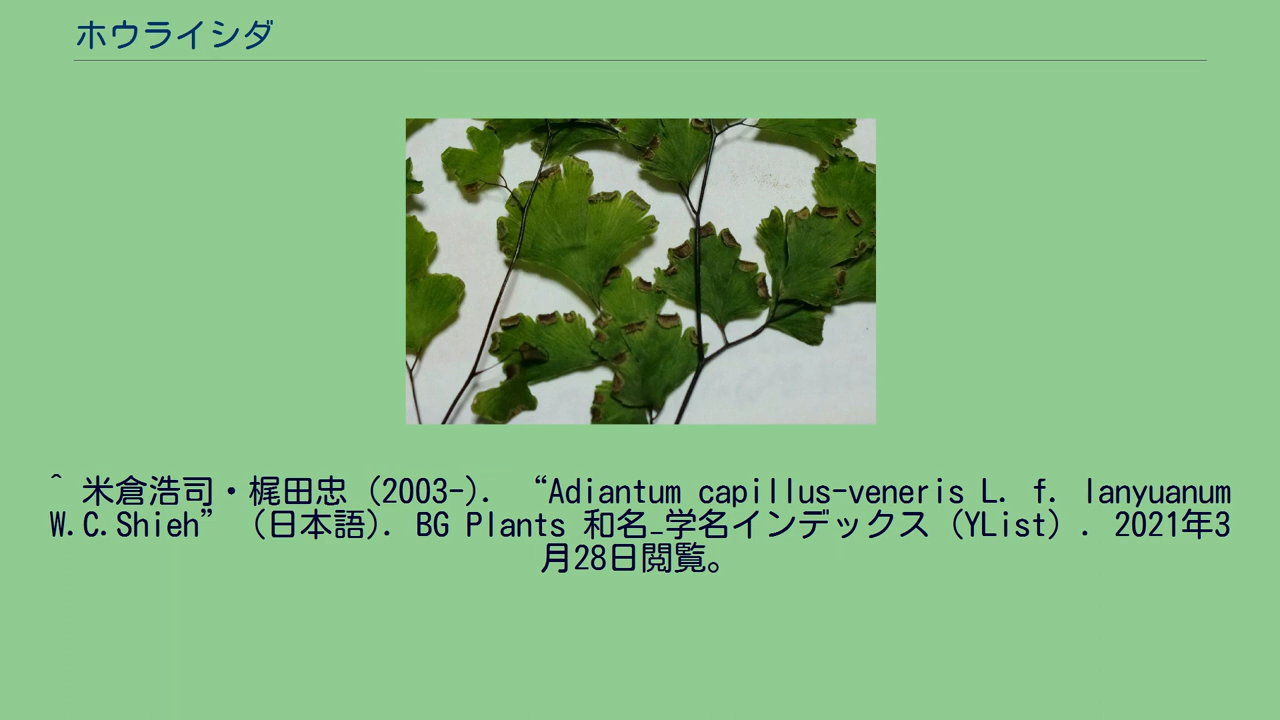 ホウライシダ
^ 米倉浩司・梶田忠 (2003-). “Adiantum capillus-veneris L. f. lanyuanum
W.C.Shieh” (日本語). BG Plants 和名−学名インデックス（YList）. 2021年3
月28日閲覧。